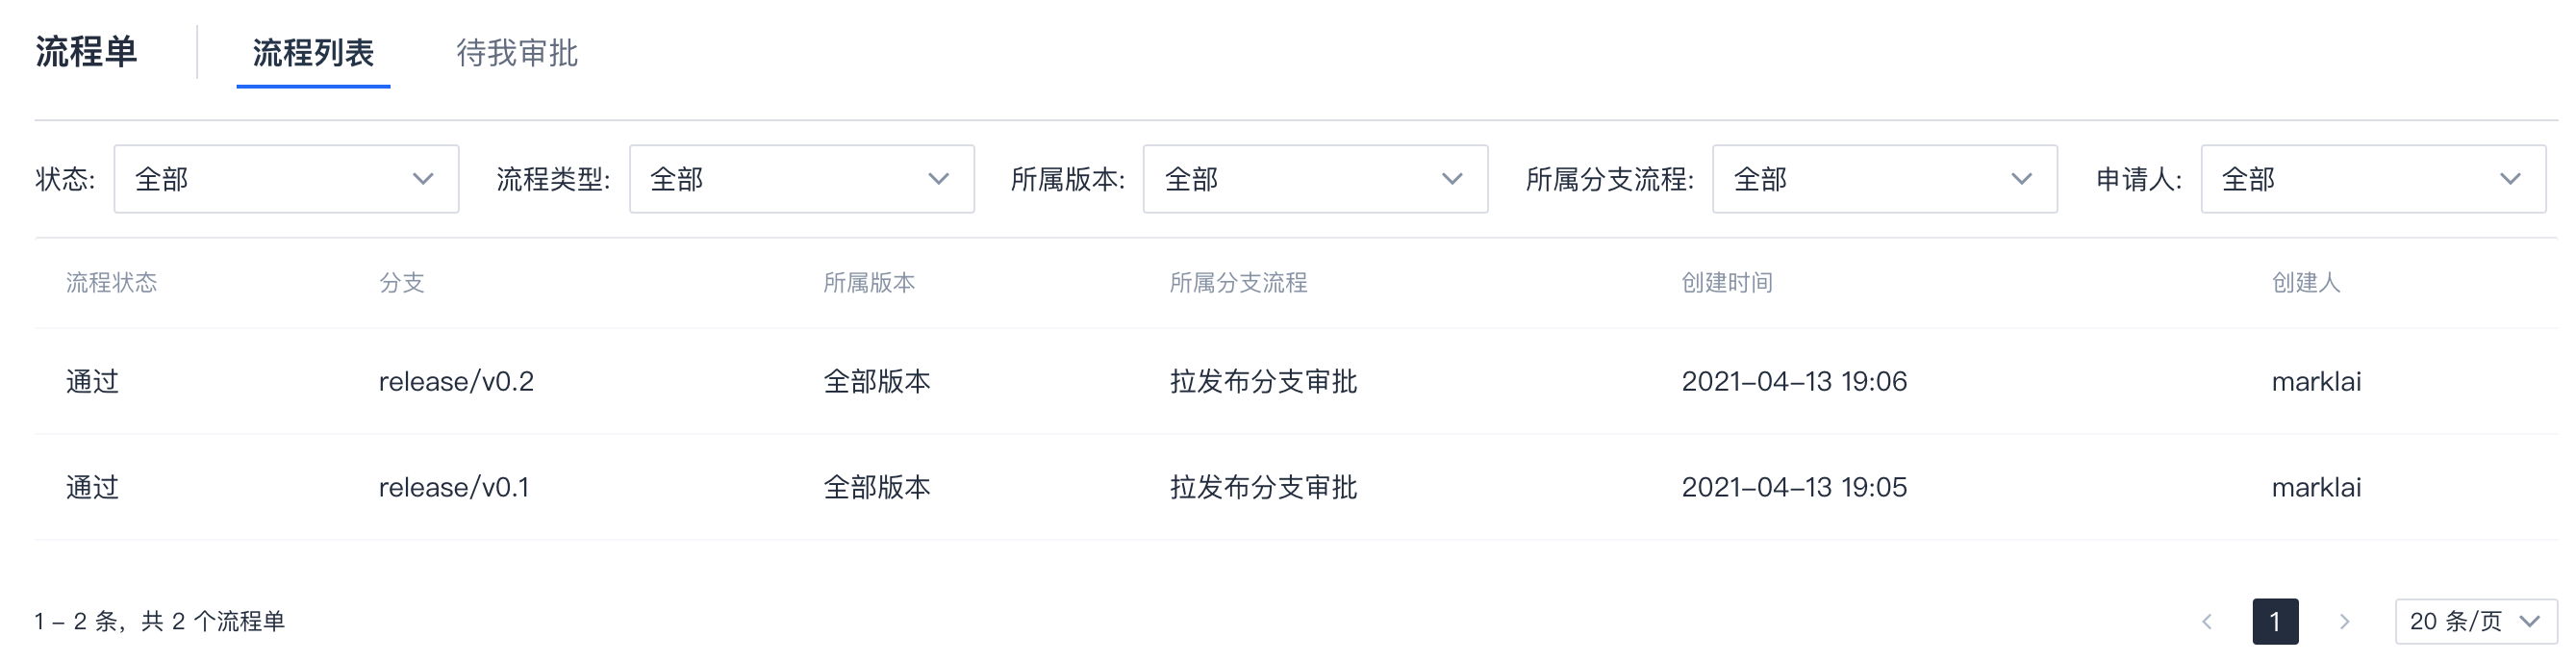 流程单 流程列表 待我审批
状态: 全部 流程类型: 全部 所属版本: 全部 所属分支流程: 全部 申请人: 全部
流程状态 分支 所属版本 所属分支流程 创建时间 创建人
通过 release/v0.2 全部版本 拉发布分支审批 2021-04-13 19:06 marklai
通过 release/v0.1 全部版本 拉发布分支审批 2021-04-13 19:05 marklai
1 - 2 条，共 2 个流程单 1 20 条/页